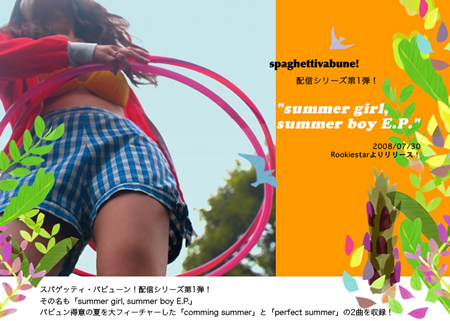 spaghettivabune!
配信シリーズ第1弾！
"summer girl,
summer boy E.P."
2008/07/30
Rookiestarよりリリース！
スパゲッティ・バビューン！配信シリーズ第1弾！
その名も「summer girl, summer boy E.P.」
バビュン得意の夏を大フィーチャーした「comming summer」と「perfect summer」の2曲を収録！